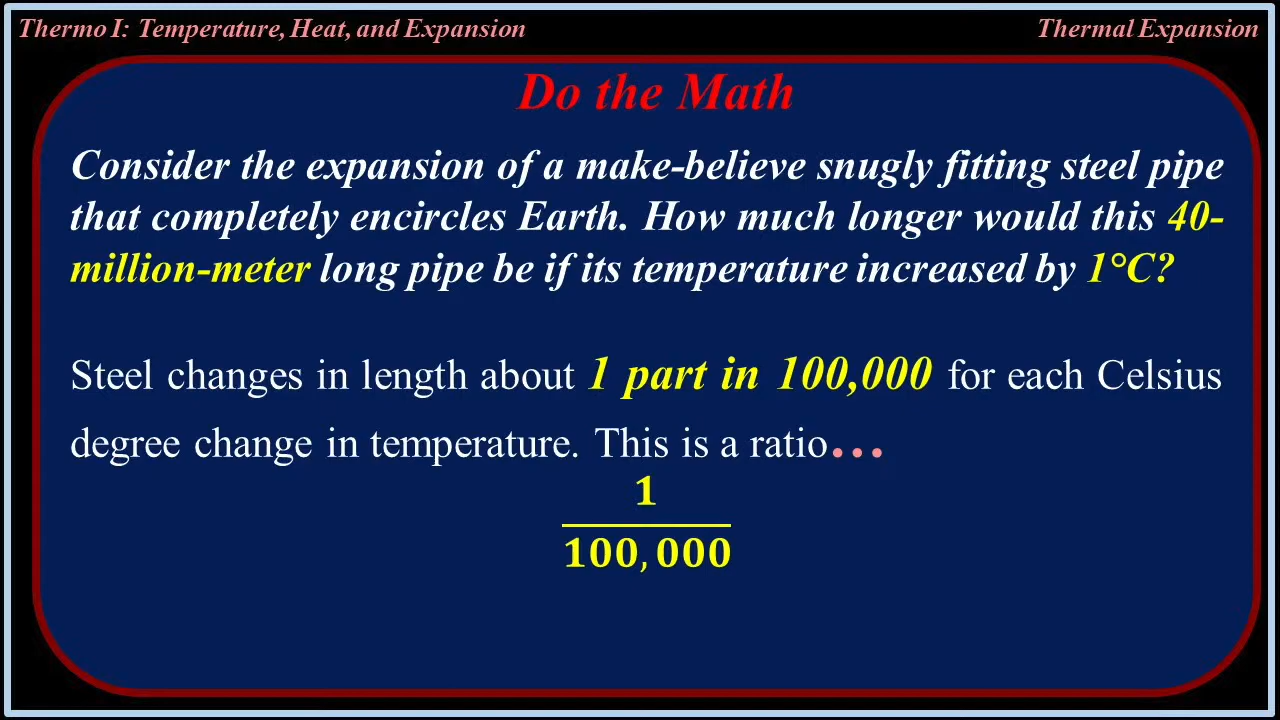 Thermo I: Temperature, Heat, and Expansion
Thermal Expansion
Do the Math
Consider the expansion of a make-believe snugly fitting steel pipe
that completely encircles Earth. How much longer would this 40-
million-meter long pipe be if its temperature increased by 1°C?
Steel changes in length about 1 part in 100,000 for each Celsius
degree change in temperature. This is a ratio...
1
100,000